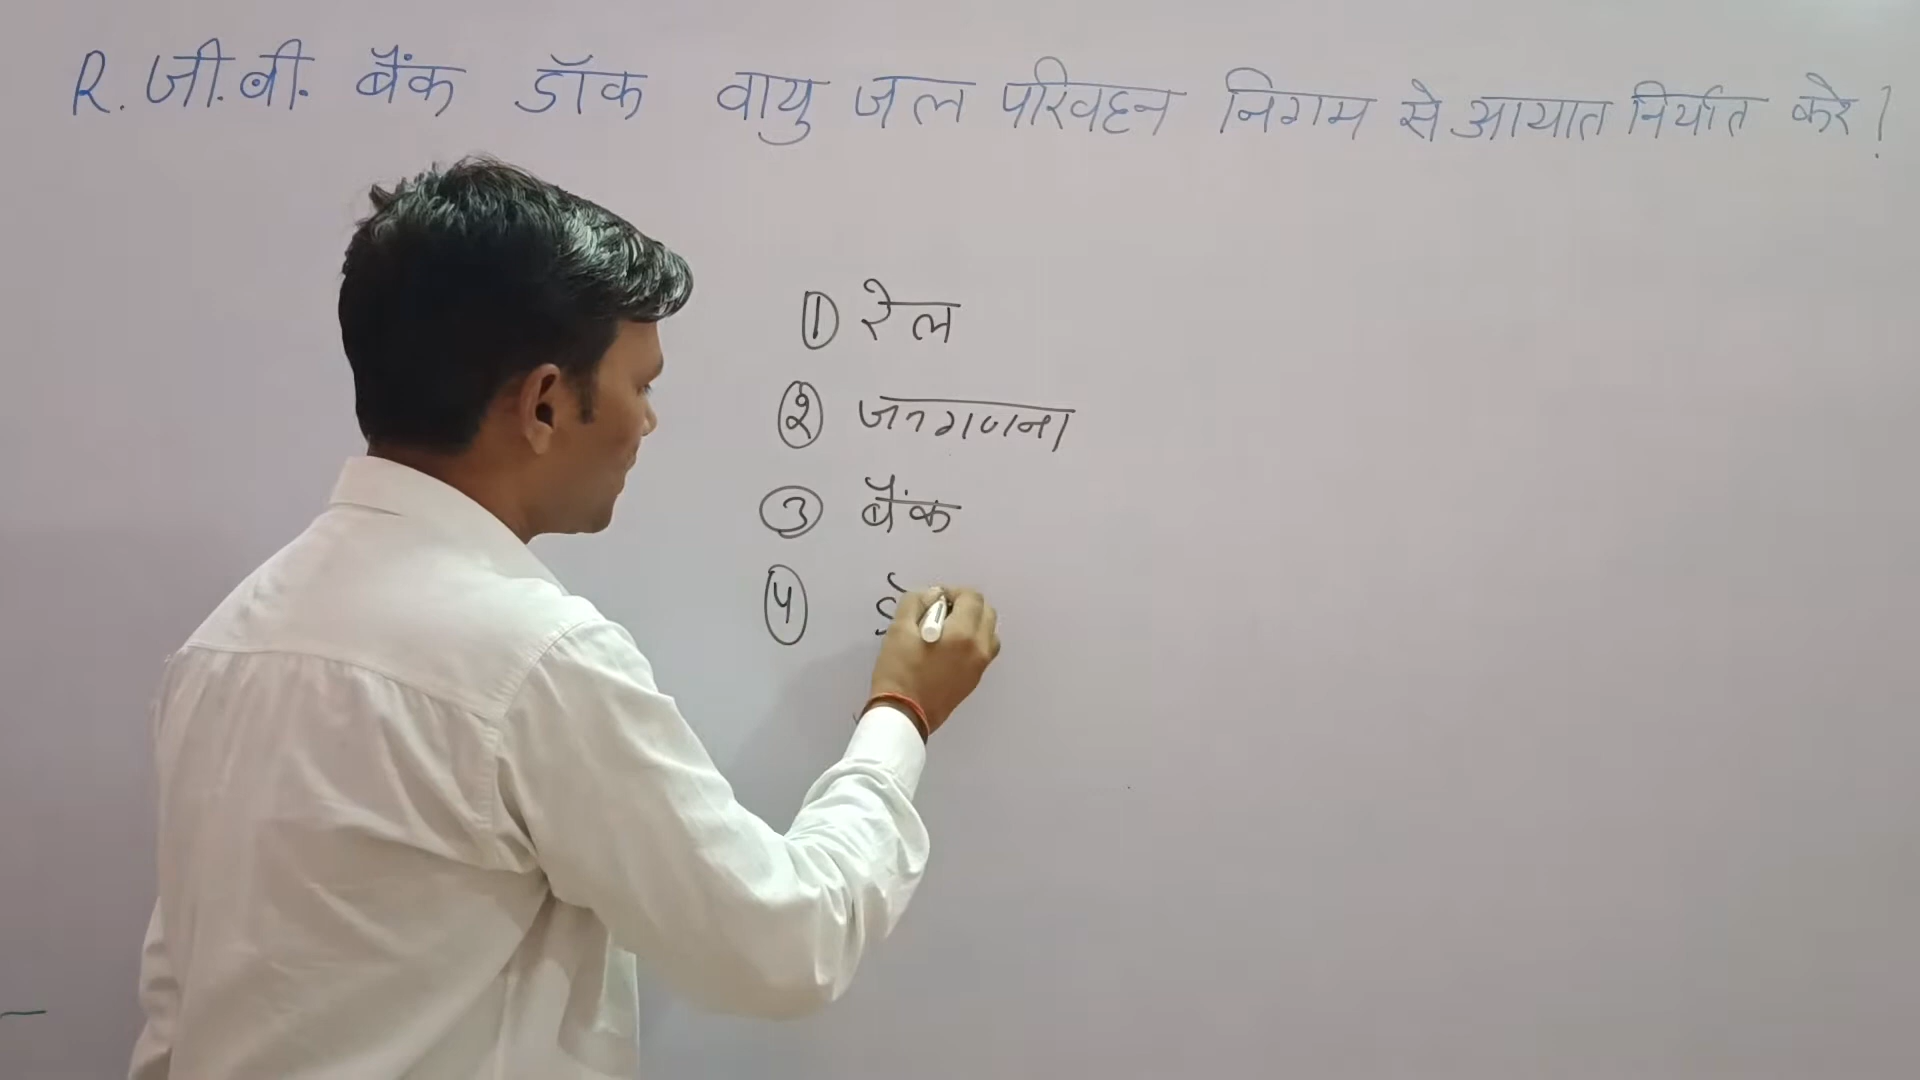 R. जी.बी. बैंक डॉक वायु जल परिवहन निगम से आयात निर्यात करे।
① रेल
② जनगणना
③ बैंक
④